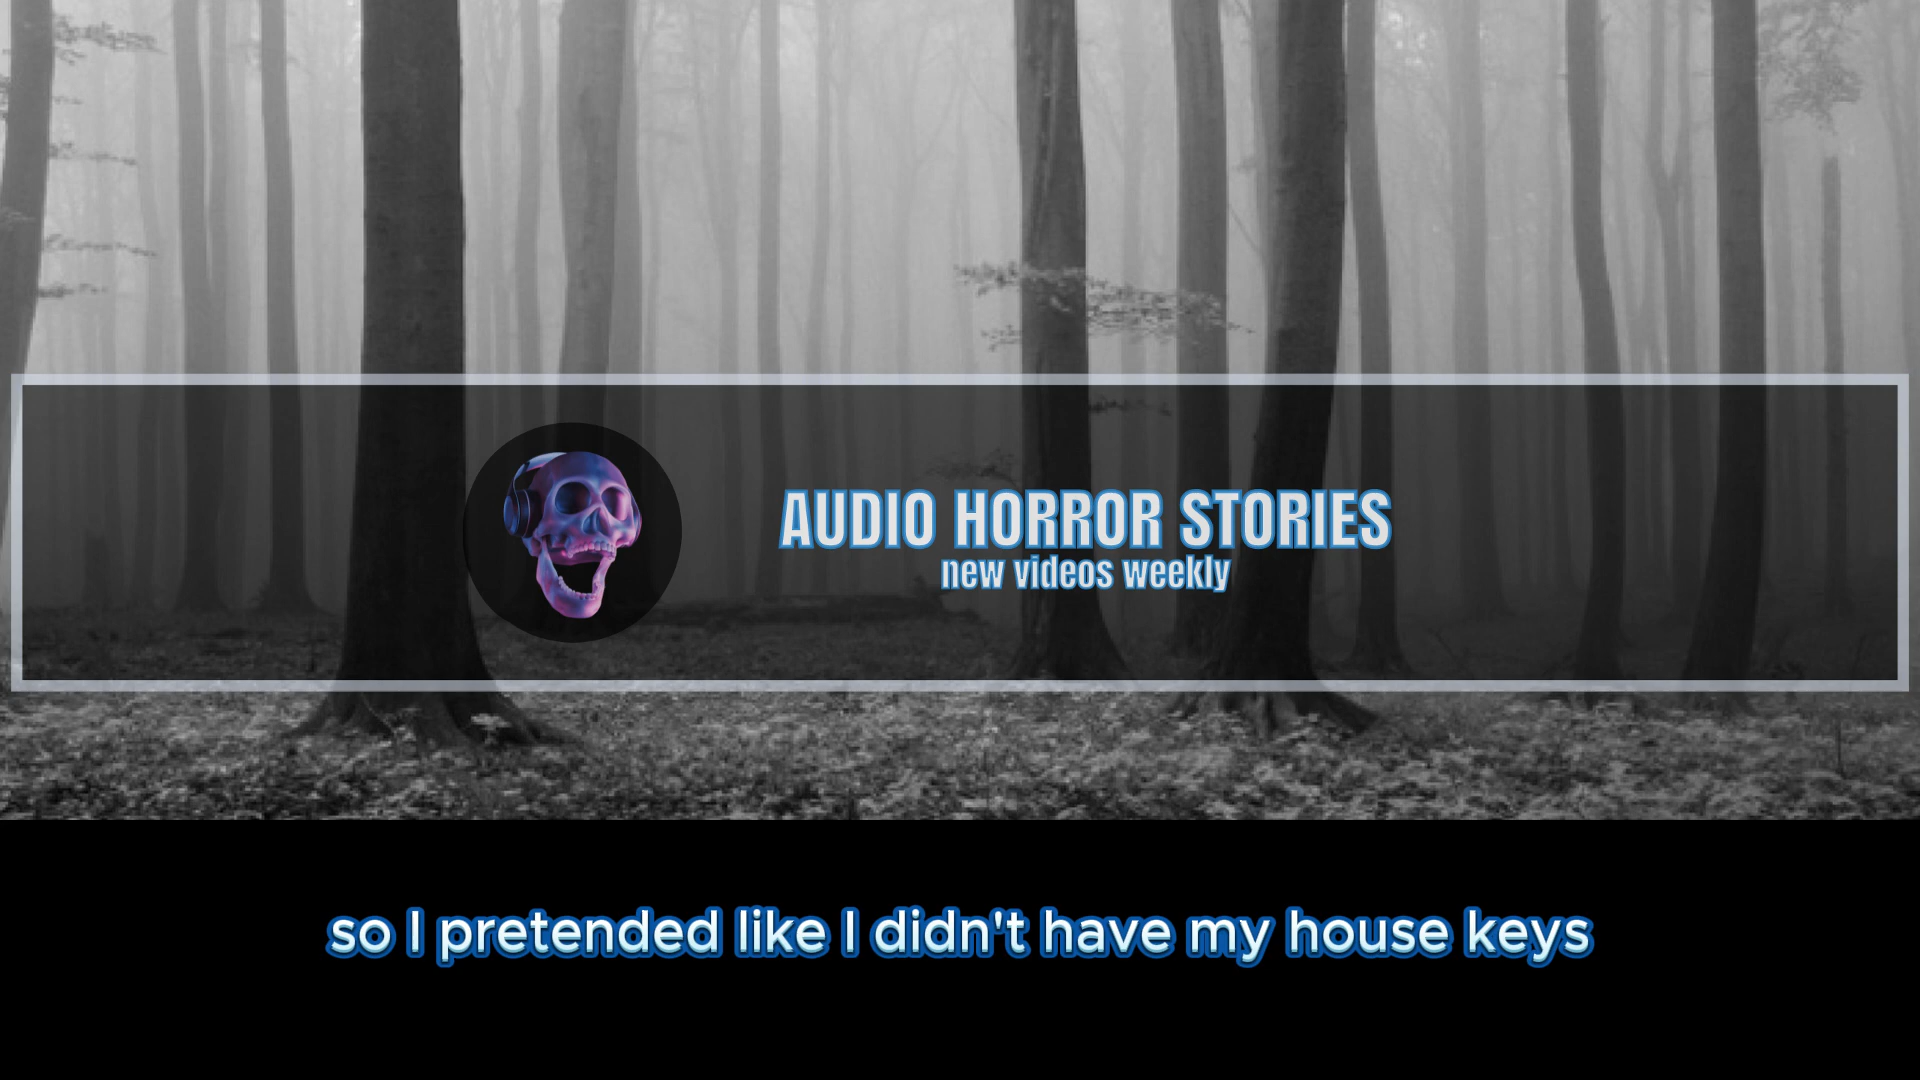 AUDIO HORROR STORIES
new videos weekly
so I pretended like I didn't have my house keys